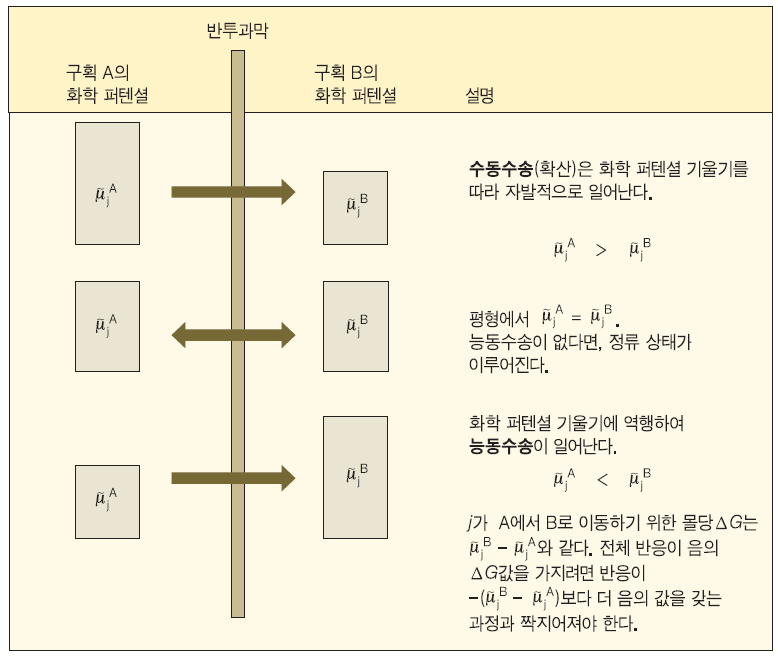 반투과막
구획 A의
화학 퍼텐셜
구획 B의
화학 퍼텐셜
설명
μ̃ⱼᴬ
μ̃ⱼᴮ
수동수송(확산)은 화학 퍼텐셜 기울기를
따라 자발적으로 일어난다.
μ̃ⱼᴬ > μ̃ⱼᴮ
μ̃ⱼᴬ
μ̃ⱼᴮ
평형에서 μ̃ⱼᴬ = μ̃ⱼᴮ.
능동수송이 없다면, 정류 상태가
이루어진다.
μ̃ⱼᴬ
μ̃ⱼᴮ
화학 퍼텐셜 기울기에 역행하여
능동수송이 일어난다.
μ̃ⱼᴬ < μ̃ⱼᴮ
j가 A에서 B로 이동하기 위한 몰당 ΔG는
μ̃ⱼᴮ − μ̃ⱼᴬ와 같다. 전체 반응이 음의
ΔG값을 가지려면 반응이
−(μ̃ⱼᴮ − μ̃ⱼᴬ)보다 더 음의 값을 갖는
과정과 짝지어져야 한다.